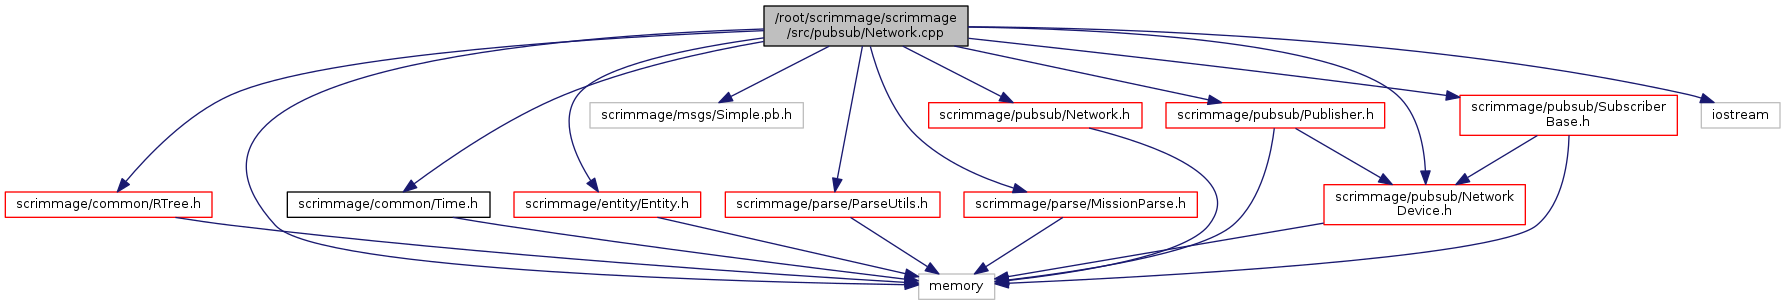 /root/scrimmage/scrimmage
/src/pubsub/Network.cpp
scrimmage/msgs/Simple.pb.h
scrimmage/pubsub/Network.h
scrimmage/pubsub/Publisher.h
scrimmage/pubsub/Subscriber
Base.h
iostream
scrimmage/common/RTree.h
scrimmage/common/Time.h
scrimmage/entity/Entity.h
scrimmage/parse/ParseUtils.h
scrimmage/parse/MissionParse.h
scrimmage/pubsub/Network
Device.h
memory